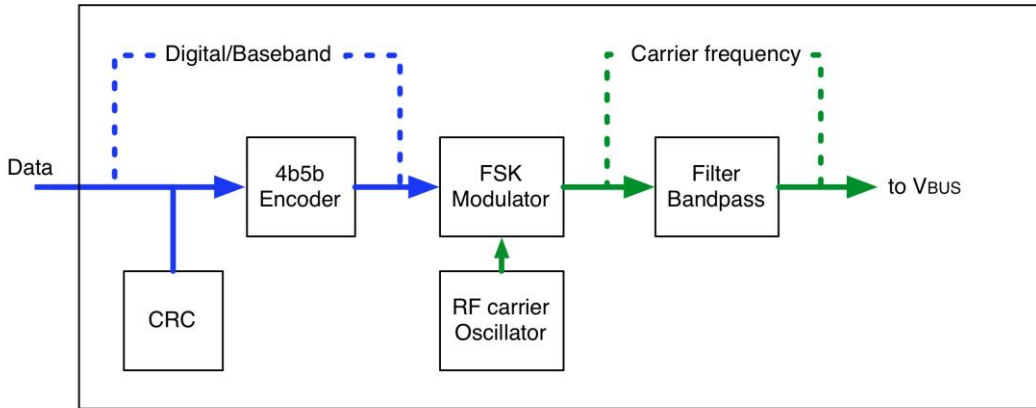 Digital/Baseband
Carrier frequency
Data
4b5b
Encoder
FSK
Modulator
Filter
Bandpass
to VBUS
CRC
RF carrier
Oscillator